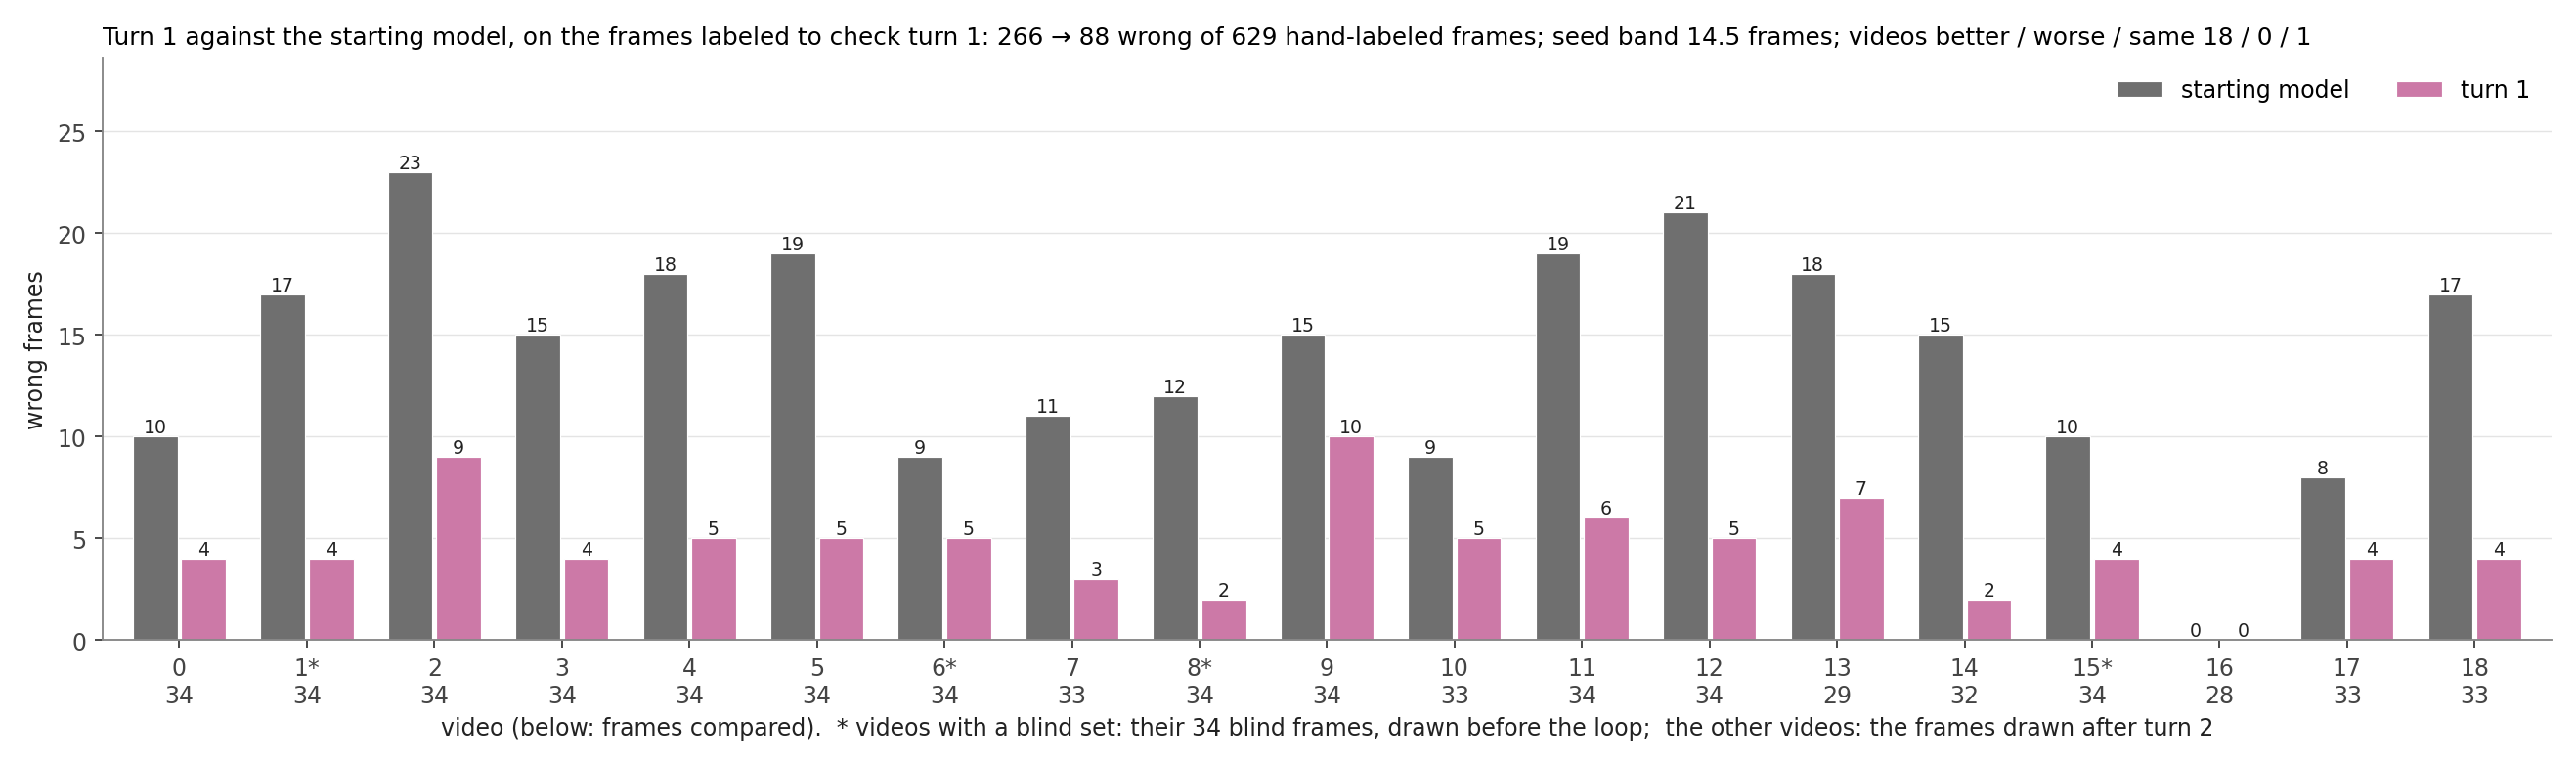 Turn 1 against the starting model, on the frames labeled to check turn 1: 266 → 88 wrong of 629 hand-labeled frames; seed band 14.5 frames; videos better / worse / same 18 / 0 / 1
starting model
turn 1
wrong frames
25
20
15
10
5
0
10 4 17 4 23 9 15 4 18 5 19 5 9 5 11 3 12 2 15 10 9 5 19 6 21 5 18 7 15 2 10 4 0 0 8 4 17 4
0 1* 2 3 4 5 6* 7 8* 9 10 11 12 13 14 15* 16 17 18
34 34 34 34 34 34 34 33 34 34 33 34 34 29 32 34 28 33 33
video (below: frames compared).  * videos with a blind set: their 34 blind frames, drawn before the loop;  the other videos: the frames drawn after turn 2